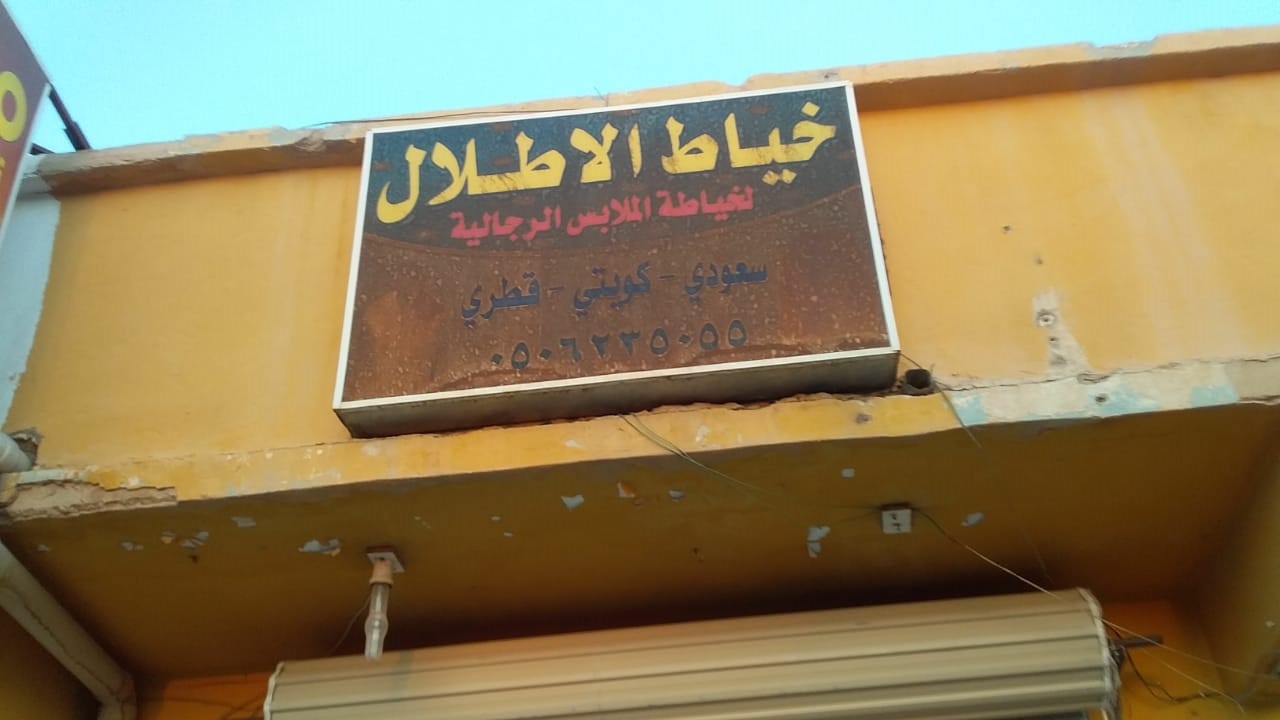 خياط الاطلال
لخياطة الملابس الرجالية
سعودي - كويتي - قطري
٠٥٠٦٢٣٥٠٥٥